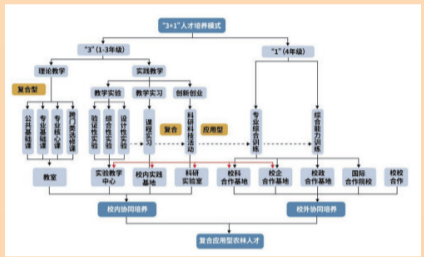 "3+1"人才培养模式
"3"(1-3年级)
"1"(4年级)
理论教学
实践教学
复合型
教学实验
教学实习
创新创业
公共基础课
专业基础课
专业核心课
跨门类选修课
验证性实验
综合性实验
设计性实验
课程实习
复合
科研科技活动
应用型
专业综合训练
综合能力训练
教室
实验教学中心
校内实践基地
科研实验室
校科合作基地
校企合作基地
校政合作基地
国际合作院校
校校合作
校内协同培养
校外协同培养
复合应用型农林人才